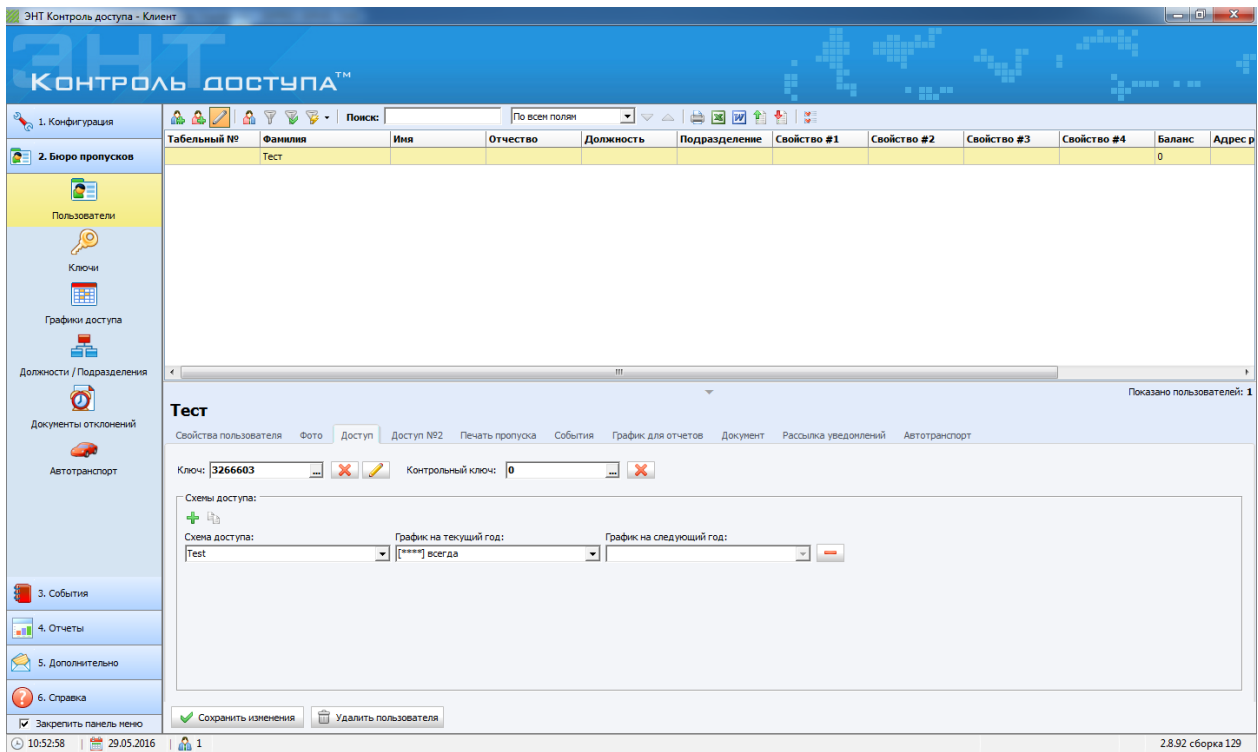 ЭНТ Контроль доступа - Клиент
ЭНТ
Контроль доступа™
1. Конфигурация
2. Бюро пропусков
Пользователи
Ключи
Графики доступа
Должности / Подразделения
Документы отклонений
Автотранспорт
3. События
4. Отчеты
5. Дополнительно
6. Справка
Закрепить панель меню
Поиск: По всем полям
Табельный № Фамилия Имя Отчество Должность Подразделение Свойство #1 Свойство #2 Свойство #3 Свойство #4 Баланс Адрес р
Тест 0
Показано пользователей: 1
Тест
Свойства пользователя Фото Доступ Доступ №2 Печать пропуска События График для отчетов Документ Рассылка уведомлений Автотранспорт
Ключ: 3266603 ... Контрольный ключ: 0 ...
Схемы доступа:
Схема доступа: График на текущий год: График на следующий год:
Test [****] всегда
Сохранить изменения Удалить пользователя
10:52:58 29.05.2016 1 2.8.92 сборка 129